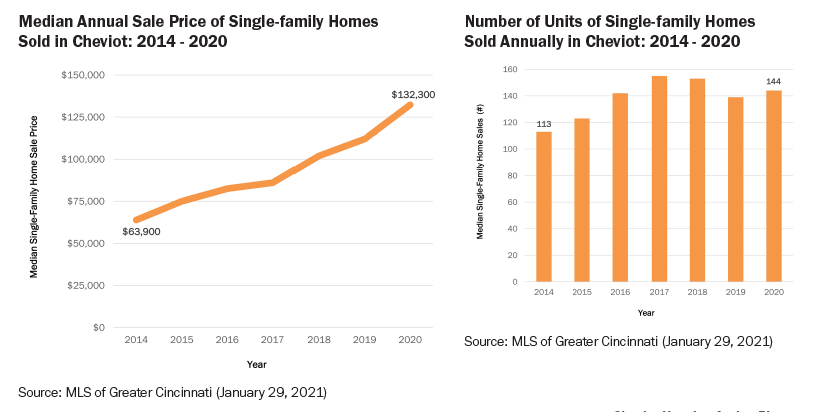 Median Annual Sale Price of Single-family Homes
Sold in Cheviot: 2014 - 2020
$150,000
$125,000
$100,000
$75,000
$50,000
$25,000
$0
Median Single-Family Home Sale Price
$132,300
$63,900
2014 2015 2016 2017 2018 2019 2020
Year
Source: MLS of Greater Cincinnati (January 29, 2021)
Number of Units of Single-family Homes
Sold Annually in Cheviot: 2014 - 2020
160
140
120
100
80
60
40
20
0
Median Single-Family Home Sales (#)
113
144
2014 2015 2016 2017 2018 2019 2020
Year
Source: MLS of Greater Cincinnati (January 29, 2021)